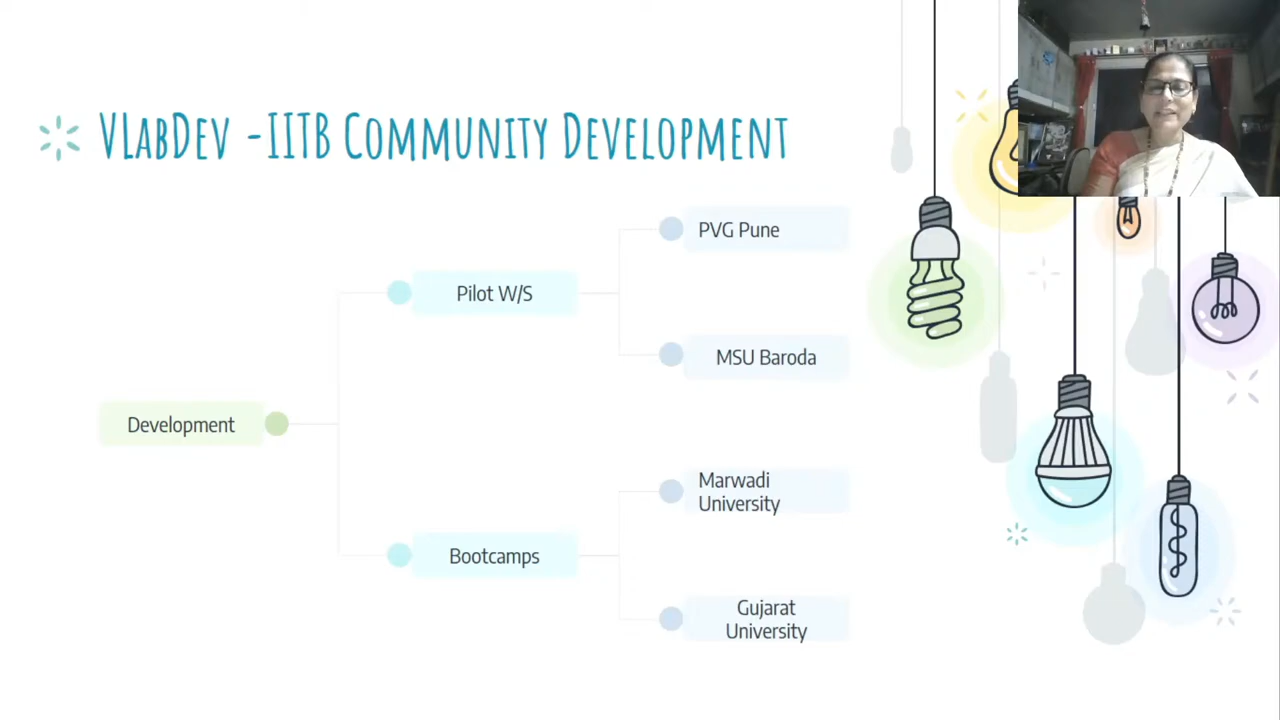 VLabDev -IITB Community Development
PVG Pune
Pilot W/S
MSU Baroda
Development
Marwadi
University
Bootcamps
Gujarat
University